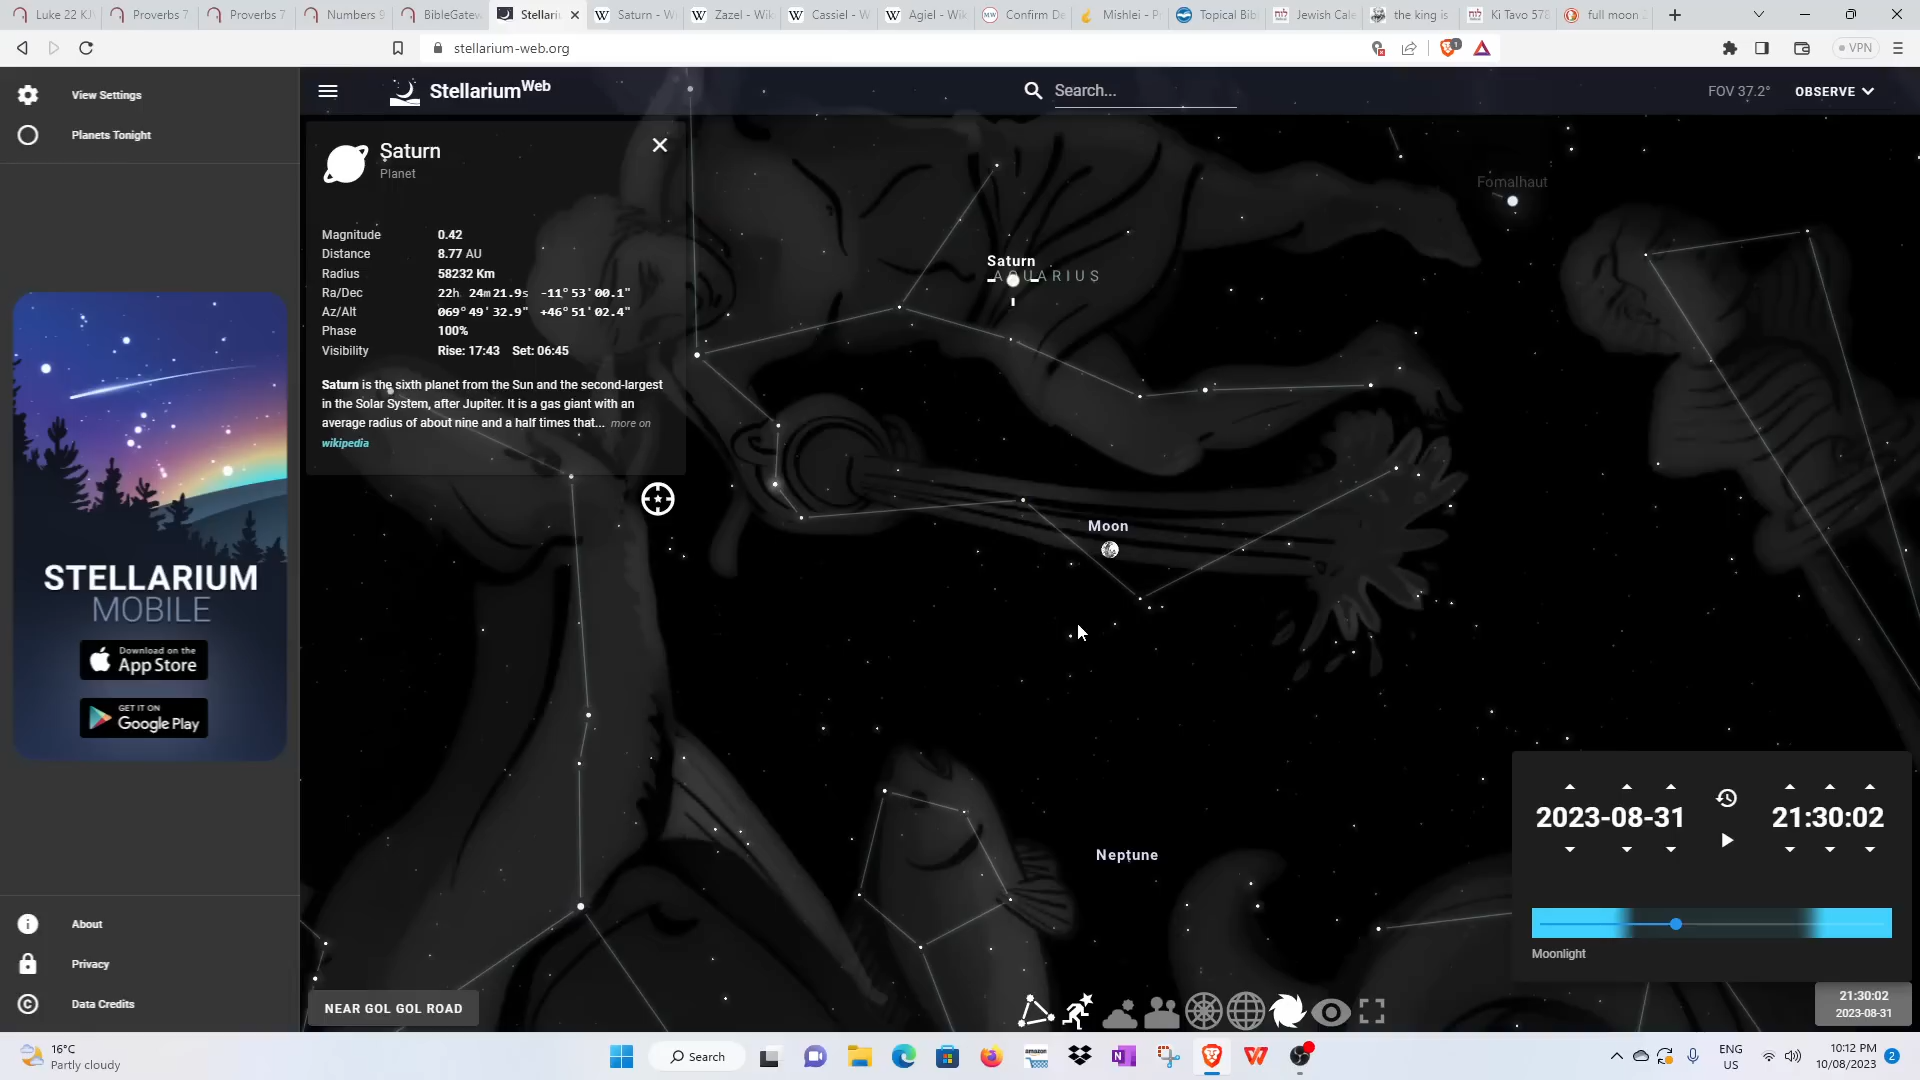 Luke 22 KJV
Proverbs 7
Proverbs 7
Numbers 9
BibleGatew
Stellariu
Saturn - W
Zazel - Wik
Cassiel - W
Agiel - Wik
Confirm De
Mishlei - P
Topical Bib
Jewish Cale
the king is
Ki Tavo 578
full moon 2
stellarium-web.org
VPN
View Settings
Planets Tonight
StellariumWeb
Search...
FOV 37.2°
OBSERVE
Saturn
Planet
Magnitude 0.42
Distance 8.77 AU
Radius 58232 Km
Ra/Dec 22h 24m21.9s -11°53'00.1"
Az/Alt 069°49'32.9" +46°51'02.4"
Phase 100%
Visibility Rise: 17:43 Set: 06:45
Saturn is the sixth planet from the Sun and the second-largest
in the Solar System, after Jupiter. It is a gas giant with an
average radius of about nine and a half times that... more on
wikipedia
Fomalhaut
Saturn
AQUARIUS
Moon
Neptune
STELLARIUM
MOBILE
Download on the
App Store
GET IT ON
Google Play
About
Privacy
Data Credits
NEAR GOL GOL ROAD
2023-08-31 21:30:02
Moonlight
21:30:02
2023-08-31
16°C
Partly cloudy
Search
amazon
ENG
US
10:12 PM
10/08/2023
2